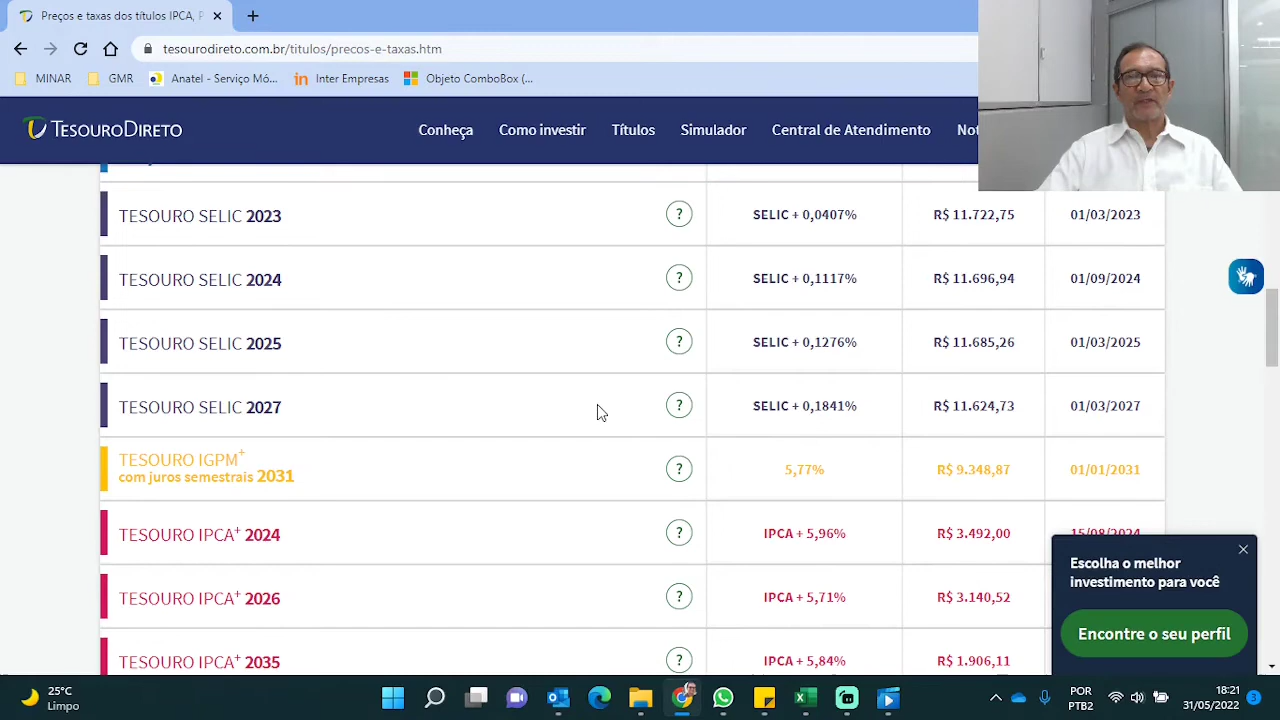 Preços e taxas dos títulos IPCA, P
tesourodireto.com.br/titulos/precos-e-taxas.htm
MINAR GMR Anatel - Serviço Mó... Inter Empresas Objeto ComboBox (...
TESOURODIRETO Conheça Como investir Títulos Simulador Central de Atendimento Not
TESOURO SELIC 2023 ? SELIC + 0,0407% R$ 11.722,75 01/03/2023
TESOURO SELIC 2024 ? SELIC + 0,1117% R$ 11.696,94 01/09/2024
TESOURO SELIC 2025 ? SELIC + 0,1276% R$ 11.685,26 01/03/2025
TESOURO SELIC 2027 ? SELIC + 0,1841% R$ 11.624,73 01/03/2027
TESOURO IGPM+
com juros semestrais 2031 ? 5,77% R$ 9.348,87 01/01/2031
TESOURO IPCA+ 2024 ? IPCA + 5,96% R$ 3.492,00 15/08/2024
TESOURO IPCA+ 2026 ? IPCA + 5,71% R$ 3.140,52
TESOURO IPCA+ 2035 ? IPCA + 5,84% R$ 1.906,11
Escolha o melhor
investimento para você
Encontre o seu perfil
25°C
Limpo
POR
PTB2
18:21
31/05/2022
3